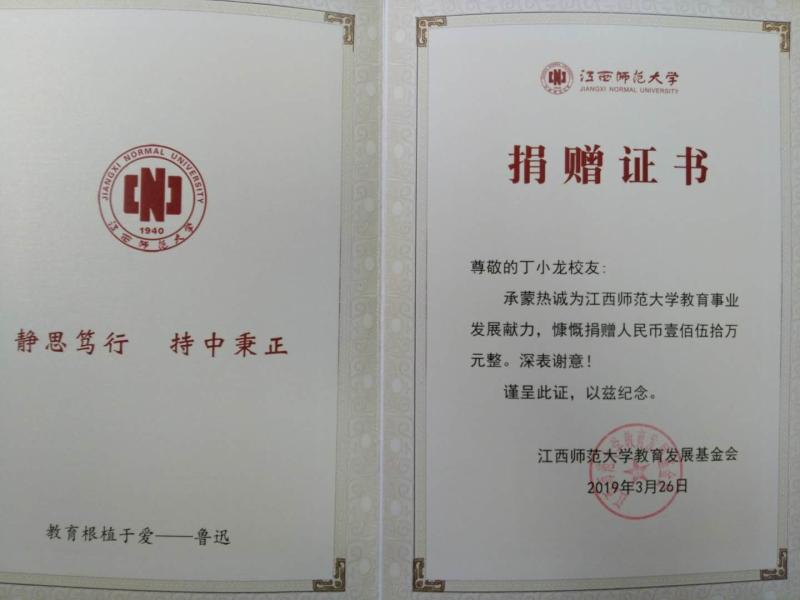 JIANGXI NORMAL UNIVERSITY
1940
江西师范大学
静思笃行 持中秉正
教育根植于爱——鲁迅
江西师范大学
JIANGXI NORMAL UNIVERSITY
捐赠证书
尊敬的丁小龙校友：
承蒙热诚为江西师范大学教育事业
发展献力，慷慨捐赠人民币壹佰伍拾万
元整。深表谢意！
谨呈此证，以兹纪念。
江西师范大学教育发展基金会
2019年3月26日